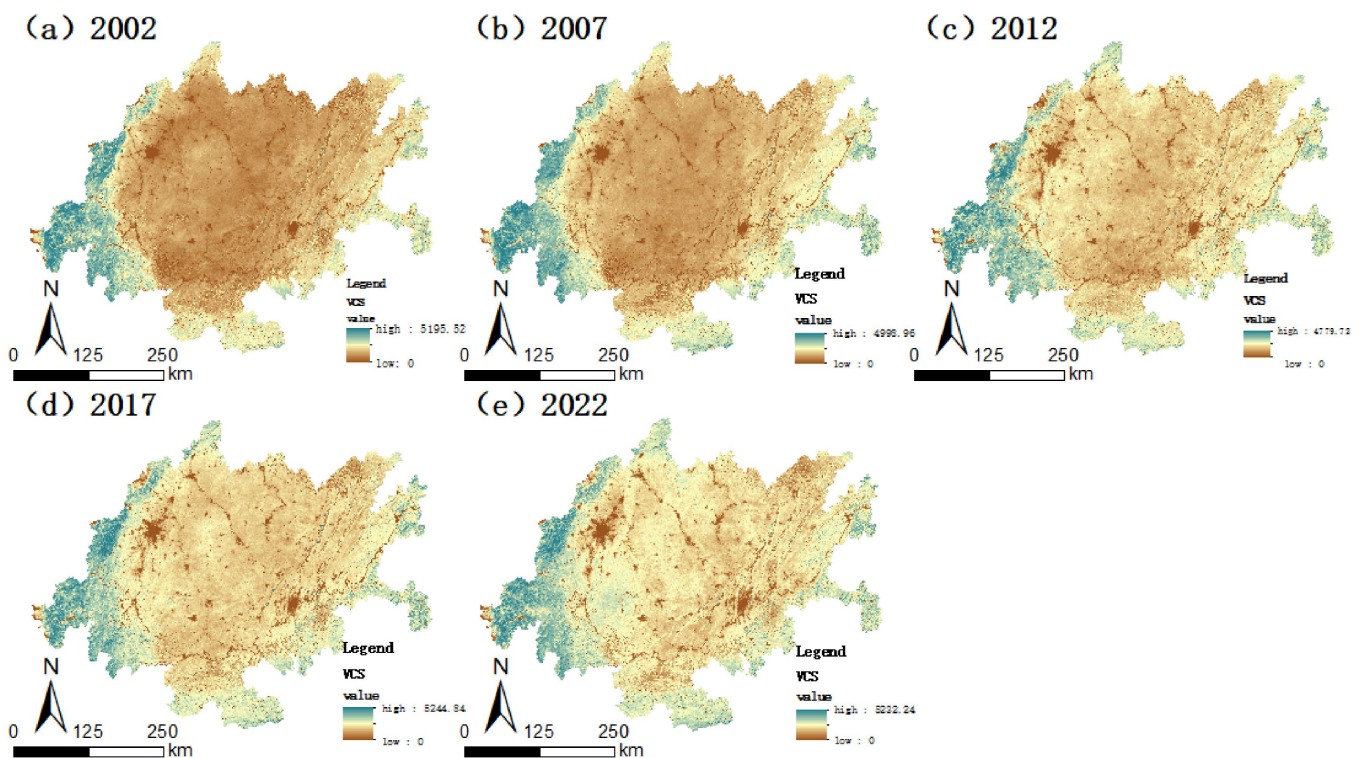 (a) 2002
N
0 125 250
km
Legend
VCS
value
high : 5195.52
low: 0
(b) 2007
N
0 125 250
km
Legend
VCS
value
high : 4998.96
low : 0
(c) 2012
N
0 125 250
km
Legend
VCS
value
high : 4779.72
low : 0
(d) 2017
N
0 125 250
km
Legend
VCS
value
high : 5244.84
low : 0
(e) 2022
N
0 125 250
km
Legend
VCS
value
high : 5232.24
low : 0